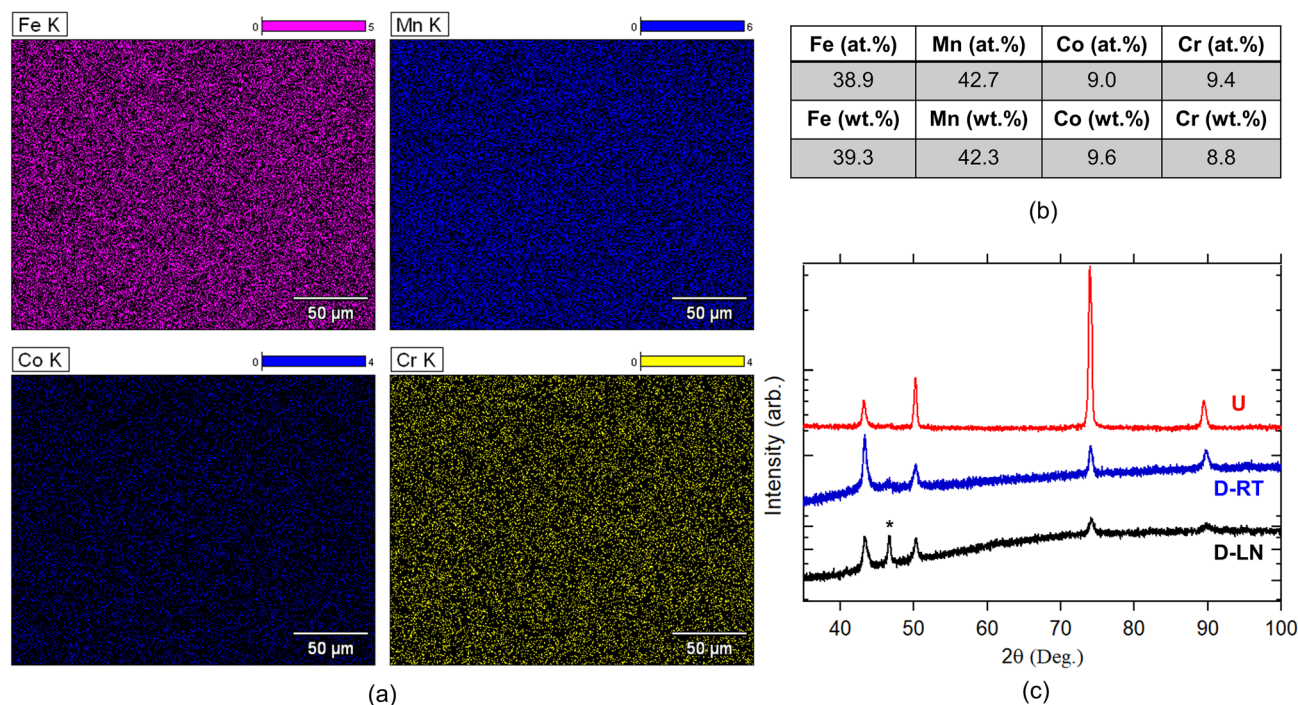 Fe K
0 5
Mn K
0 6
50 µm
50 µm
Co K
0 4
Cr K
0 4
50 µm
50 µm
(a)
Fe (at.%) Mn (at.%) Co (at.%) Cr (at.%)
38.9 42.7 9.0 9.4
Fe (wt.%) Mn (wt.%) Co (wt.%) Cr (wt.%)
39.3 42.3 9.6 8.8
(b)
Intensity (arb.)
U
D-RT
*
D-LN
40 50 60 70 80 90 100
2θ (Deg.)
(c)